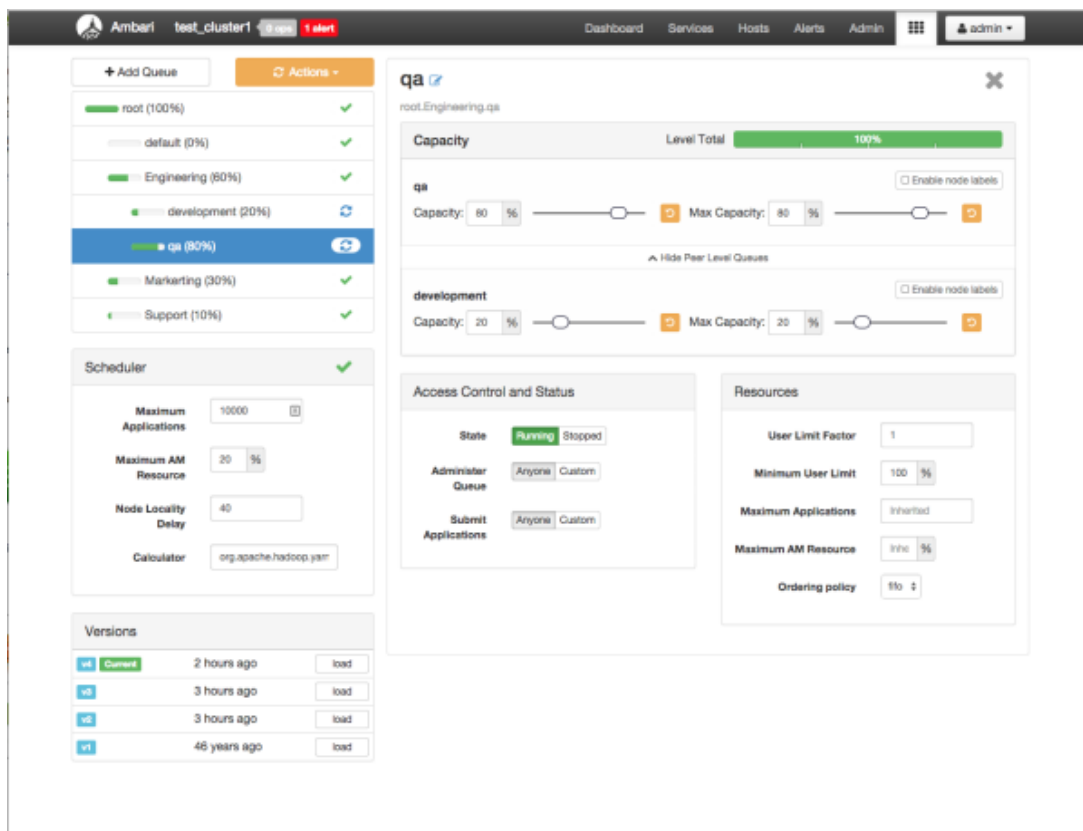 Ambari test_cluster1 0 ops 1 alert Dashboard Services Hosts Alerts Admin admin
+ Add Queue
Actions
root (100%)
default (0%)
Engineering (60%)
development (20%)
qa (80%)
Markerting (30%)
Support (10%)
Scheduler
Maximum Applications 10000
Maximum AM Resource 20 %
Node Locality Delay 40
Calculator org.apache.hadoop.yarn
Versions
v4 Current 2 hours ago load
v3 3 hours ago load
v2 3 hours ago load
v1 46 years ago load
qa
root.Engineering.qa
Capacity Level Total 100%
qa Enable node labels
Capacity: 80 % Max Capacity: 80 %
Hide Peer Level Queues
development Enable node labels
Capacity: 20 % Max Capacity: 20 %
Access Control and Status
State Running Stopped
Administer Queue Anyone Custom
Submit Applications Anyone Custom
Resources
User Limit Factor 1
Minimum User Limit 100 %
Maximum Applications Inherited
Maximum AM Resource Inhe %
Ordering policy fifo